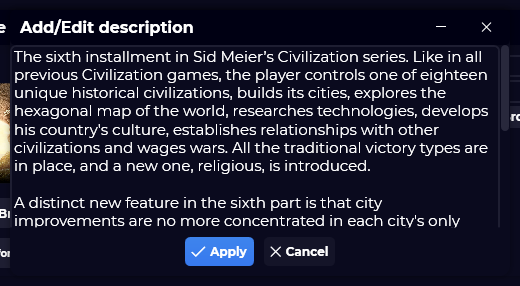 e
Add/Edit description
The sixth installment in Sid Meier's Civilization series. Like in all
previous Civilization games, the player controls one of eighteen
unique historical civilizations, builds its cities, explores the
hexagonal map of the world, researches technologies, develops
his country's culture, establishes relationships with other
civilizations and wages wars. All the traditional victory types are
in place, and a new one, religious, is introduced.
A distinct new feature in the sixth part is that city
improvements are no more concentrated in each city's only
Apply
Cancel